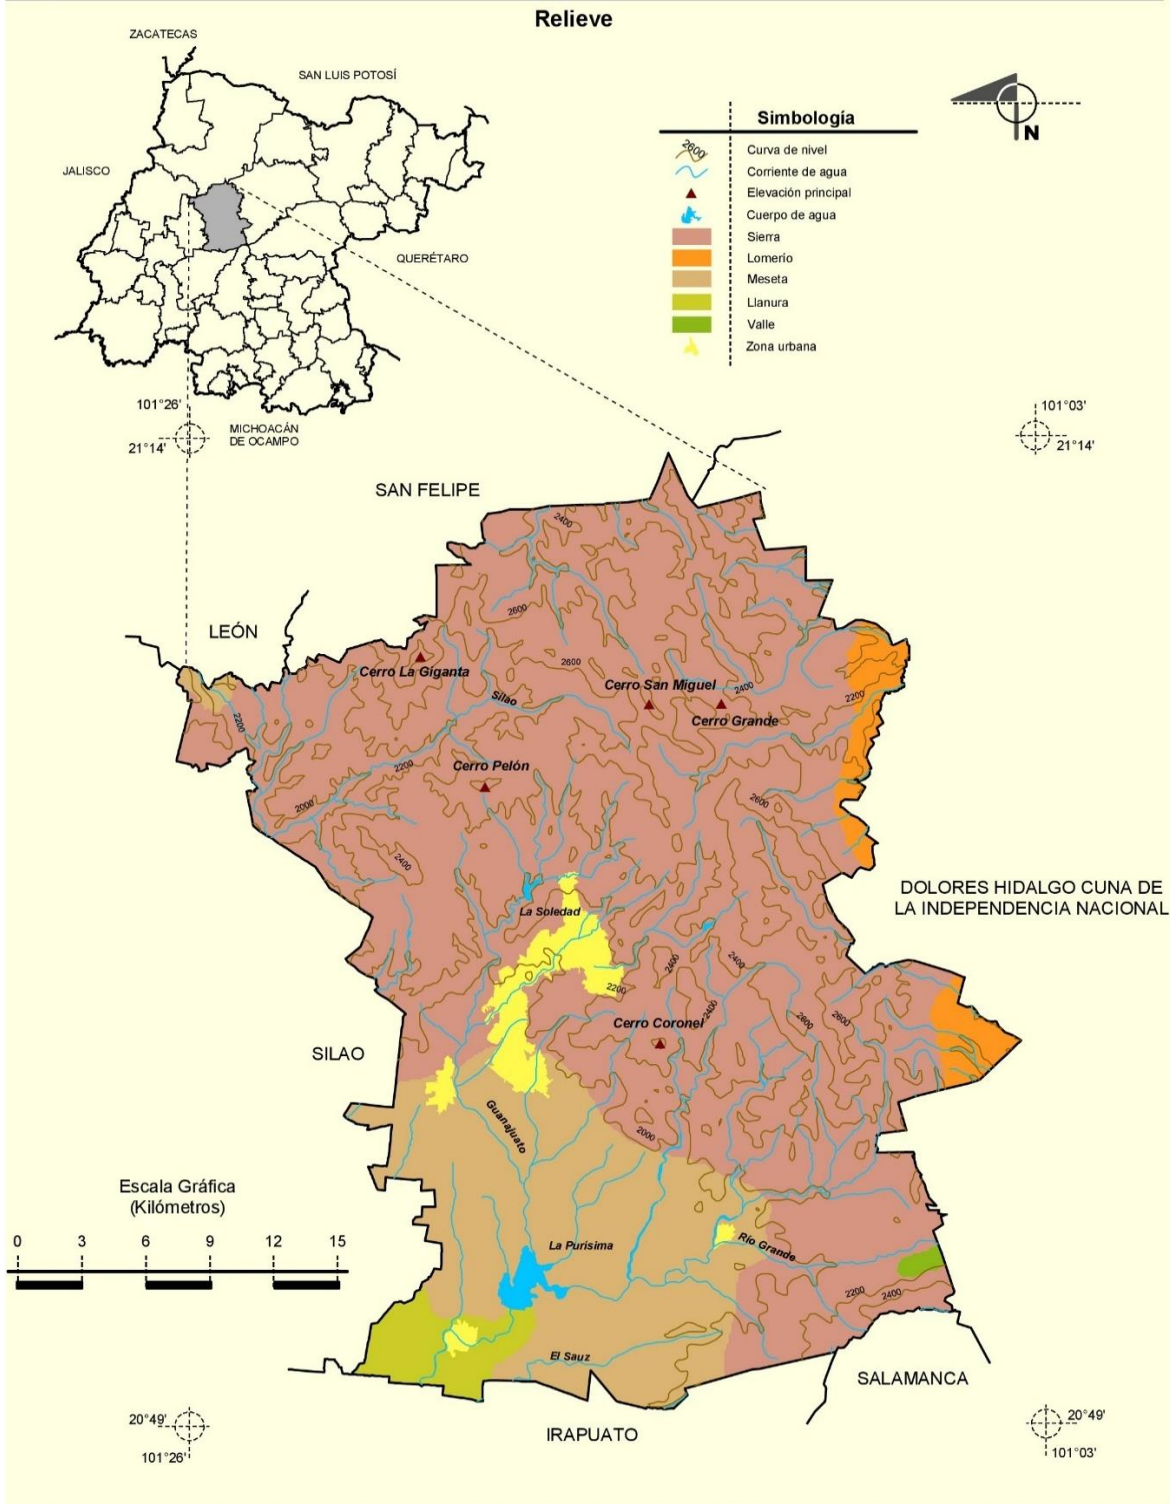 Relieve
ZACATECAS
SAN LUIS POTOSÍ
JALISCO
QUERÉTARO
MICHOACÁN
DE OCAMPO
N
Simbología
2600
Curva de nivel
Corriente de agua
Elevación principal
Cuerpo de agua
Sierra
Lomerío
Meseta
Llanura
Valle
Zona urbana
101°26'
21°14'
101°03'
21°14'
SAN FELIPE
LEÓN
2400
2600
2600
Cerro La Giganta
Cerro San Miguel
2400
2200
Silao
Cerro Grande
2200
2200
Cerro Pelón
2000
2600
2400
La Soledad
DOLORES HIDALGO CUNA DE
LA INDEPENDENCIA NACIONAL
2400
2400
2200
2400
2600
2600
Cerro Coronel
SILAO
Guanajuato
2000
Escala Gráfica
(Kilómetros)
0 3 6 9 12 15
La Purísima
Río Grande
2200
2400
El Sauz
SALAMANCA
IRAPUATO
20°49'
101°26'
20°49'
101°03'